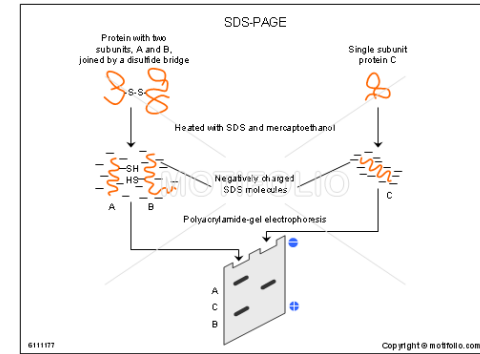 SDS-PAGE
Protein with two
subunits, A and B,
joined by a disulfide bridge
Single subunit
protein C
S-S
Heated with SDS and mercaptoethanol
SH
HS
Negatively charged
SDS molecules
MOTIFOLIO
A
B
C
Polyacrylamide-gel electrophoresis
A
C
B
6111177
Copyright © motifolio.com